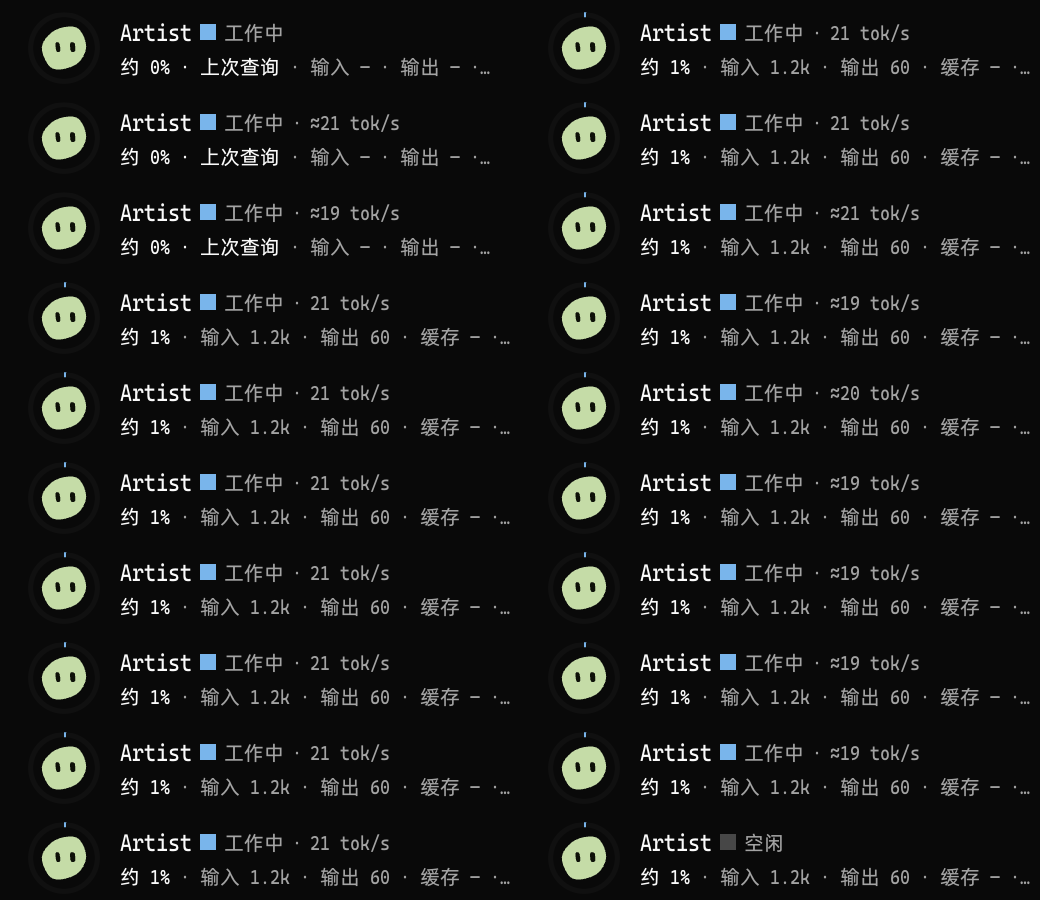 Artist 工作中
约 0% · 上次查询 · 输入 — · 输出 — ·…
Artist 工作中 · ≈21 tok/s
约 0% · 上次查询 · 输入 — · 输出 — ·…
Artist 工作中 · ≈19 tok/s
约 0% · 上次查询 · 输入 — · 输出 — ·…
Artist 工作中 · 21 tok/s
约 1% · 输入 1.2k · 输出 60 · 缓存 — ·…
Artist 工作中 · 21 tok/s
约 1% · 输入 1.2k · 输出 60 · 缓存 — ·…
Artist 工作中 · 21 tok/s
约 1% · 输入 1.2k · 输出 60 · 缓存 — ·…
Artist 工作中 · 21 tok/s
约 1% · 输入 1.2k · 输出 60 · 缓存 — ·…
Artist 工作中 · 21 tok/s
约 1% · 输入 1.2k · 输出 60 · 缓存 — ·…
Artist 工作中 · 21 tok/s
约 1% · 输入 1.2k · 输出 60 · 缓存 — ·…
Artist 工作中 · 21 tok/s
约 1% · 输入 1.2k · 输出 60 · 缓存 — ·…
Artist 工作中 · 21 tok/s
约 1% · 输入 1.2k · 输出 60 · 缓存 — ·…
Artist 工作中 · 21 tok/s
约 1% · 输入 1.2k · 输出 60 · 缓存 — ·…
Artist 工作中 · ≈21 tok/s
约 1% · 输入 1.2k · 输出 60 · 缓存 — ·…
Artist 工作中 · ≈19 tok/s
约 1% · 输入 1.2k · 输出 60 · 缓存 — ·…
Artist 工作中 · ≈20 tok/s
约 1% · 输入 1.2k · 输出 60 · 缓存 — ·…
Artist 工作中 · ≈19 tok/s
约 1% · 输入 1.2k · 输出 60 · 缓存 — ·…
Artist 工作中 · ≈19 tok/s
约 1% · 输入 1.2k · 输出 60 · 缓存 — ·…
Artist 工作中 · ≈19 tok/s
约 1% · 输入 1.2k · 输出 60 · 缓存 — ·…
Artist 工作中 · ≈19 tok/s
约 1% · 输入 1.2k · 输出 60 · 缓存 — ·…
Artist 空闲
约 1% · 输入 1.2k · 输出 60 · 缓存 — ·…